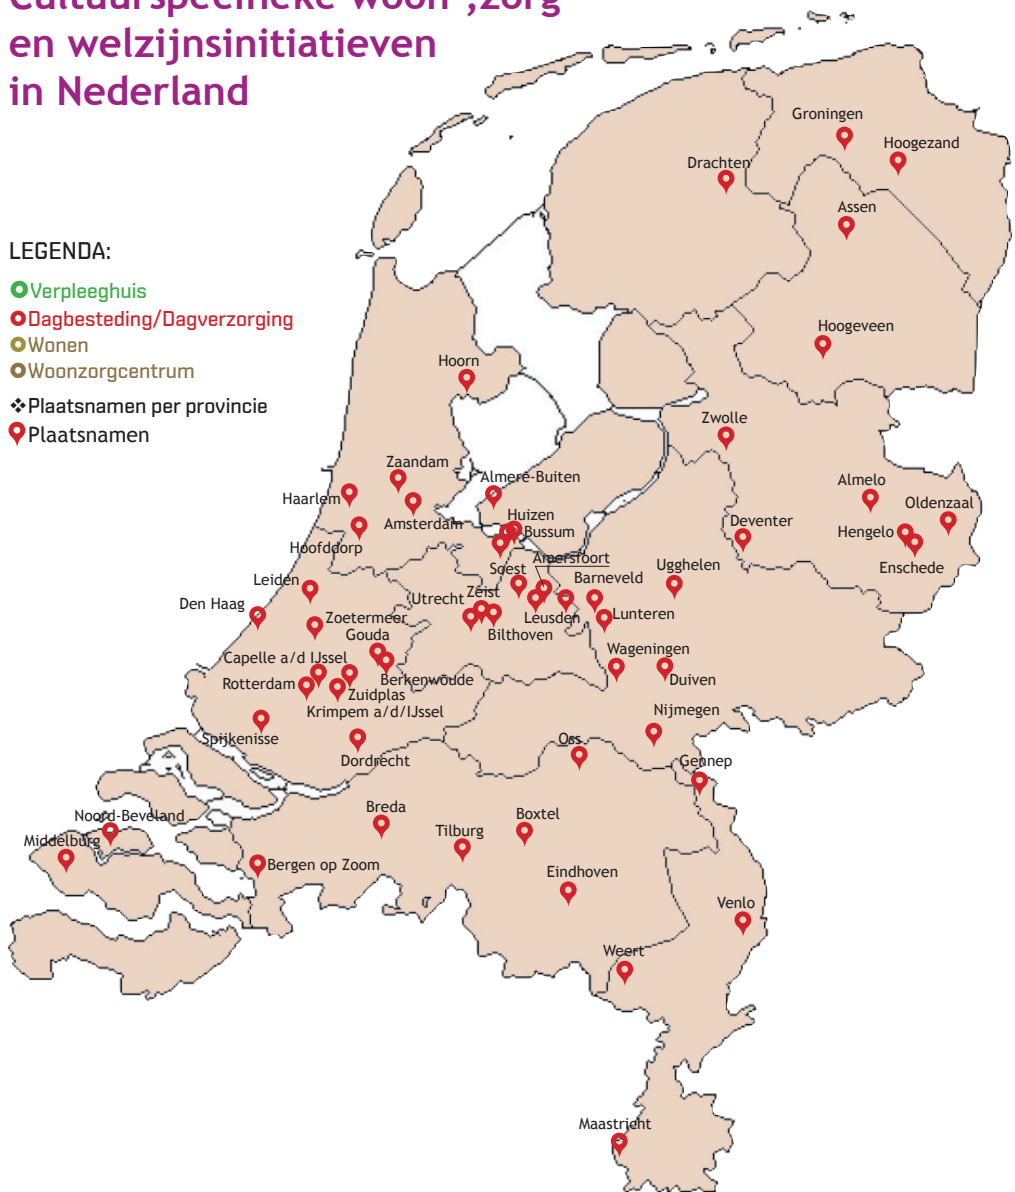 Cultuurspecifieke woon-,zorg
en welzijnsinitiatieven
in Nederland
LEGENDA:
Verpleeghuis
Dagbesteding/Dagverzorging
Wonen
Woonzorgcentrum
Plaatsnamen per provincie
Plaatsnamen
Groningen
Hoogezand
Drachten
Assen
Hoogeveen
Hoorn
Zwolle
Zaandam
Almere-Buiten
Almelo
Haarlem
Oldenzaal
Amsterdam
Huizen
Bussum
Deventer
Hengelo
Hoofddorp
Amersfoort
Enschede
Soest
Barneveld
Ugghelen
Leiden
Utrecht
Zeist
Den Haag
Zoetermeer
Leusden
Lunteren
Gouda
Bilthoven
Capelle a/d IJssel
Wageningen
Rotterdam
Berkenwoude
Duiven
Zuidplas
Krimpem a/d/IJssel
Nijmegen
Spijkenisse
Oss
Dordrecht
Gennep
Noord-Beveland
Breda
Boxtel
Middelburg
Tilburg
Bergen op Zoom
Eindhoven
Venlo
Weert
Maastricht